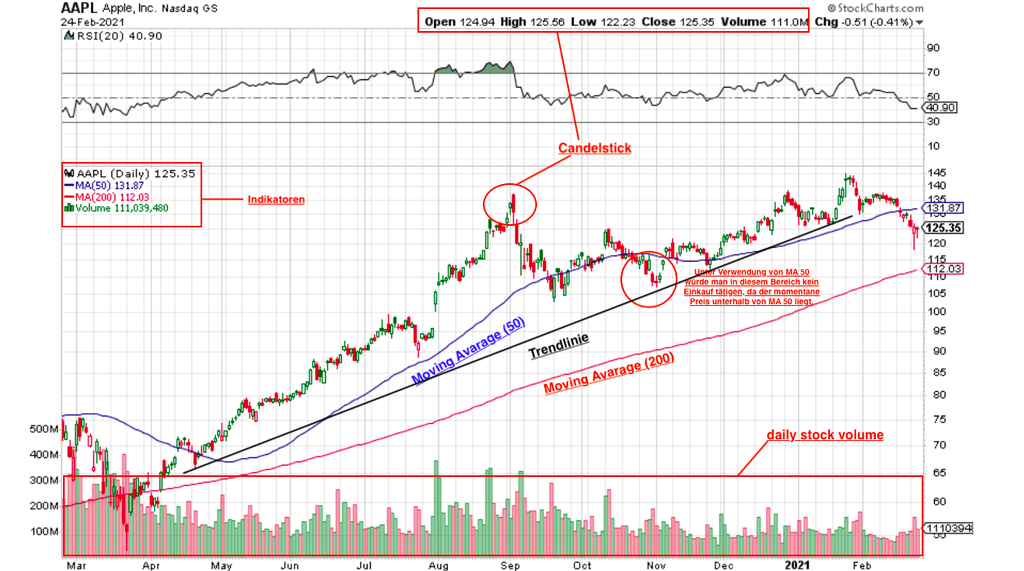 AAPL Apple, Inc. Nasdaq GS
© StockCharts.com
24-Feb-2021
Open 124.94 High 125.56 Low 122.23 Close 125.35 Volume 111.0M Chg -0.51 (-0.41%)
RSI(20) 40.90
90
70
50
40.90
30
10
Candelstick
AAPL (Daily) 125.35
MA(50) 131.87
MA(200) 112.03
Volume 111,039,480
Indikatoren
145
140
135
131.87
130
125.35
120
115
112.03
110
105
100
95
90
85
80
75
70
65
60
55
Unter Verwendung von MA 50
würde man in diesem Bereich kein
Einkauf tätigen, da der momentane
Preis unterhalb von MA 50 liegt.
Moving Avarage (50)
Trendlinie
Moving Avarage (200)
daily stock volume
500M
400M
300M
200M
100M
1110394
Mar Apr May Jun Jul Aug Sep Oct Nov Dec 2021 Feb